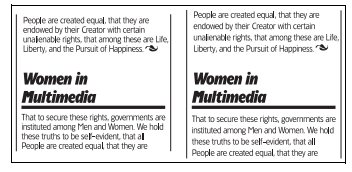 People are created equal, that they are
endowed by their Creator with certain
unalienable rights, that among these are Life,
Liberty, and the Pursuit of Happiness.
Women in
Multimedia
That to secure these rights, governments are
instituted among Men and Women. We hold
these truths to be self-evident, that all
People are created equal, that they are
People are created equal, that they are
endowed by their Creator with certain
unalienable rights, that among these are Life,
Liberty, and the Pursuit of Happiness.
Women in
Multimedia
That to secure these rights, governments are
instituted among Men and Women. We hold
these truths to be self-evident, that all
People are created equal, that they are